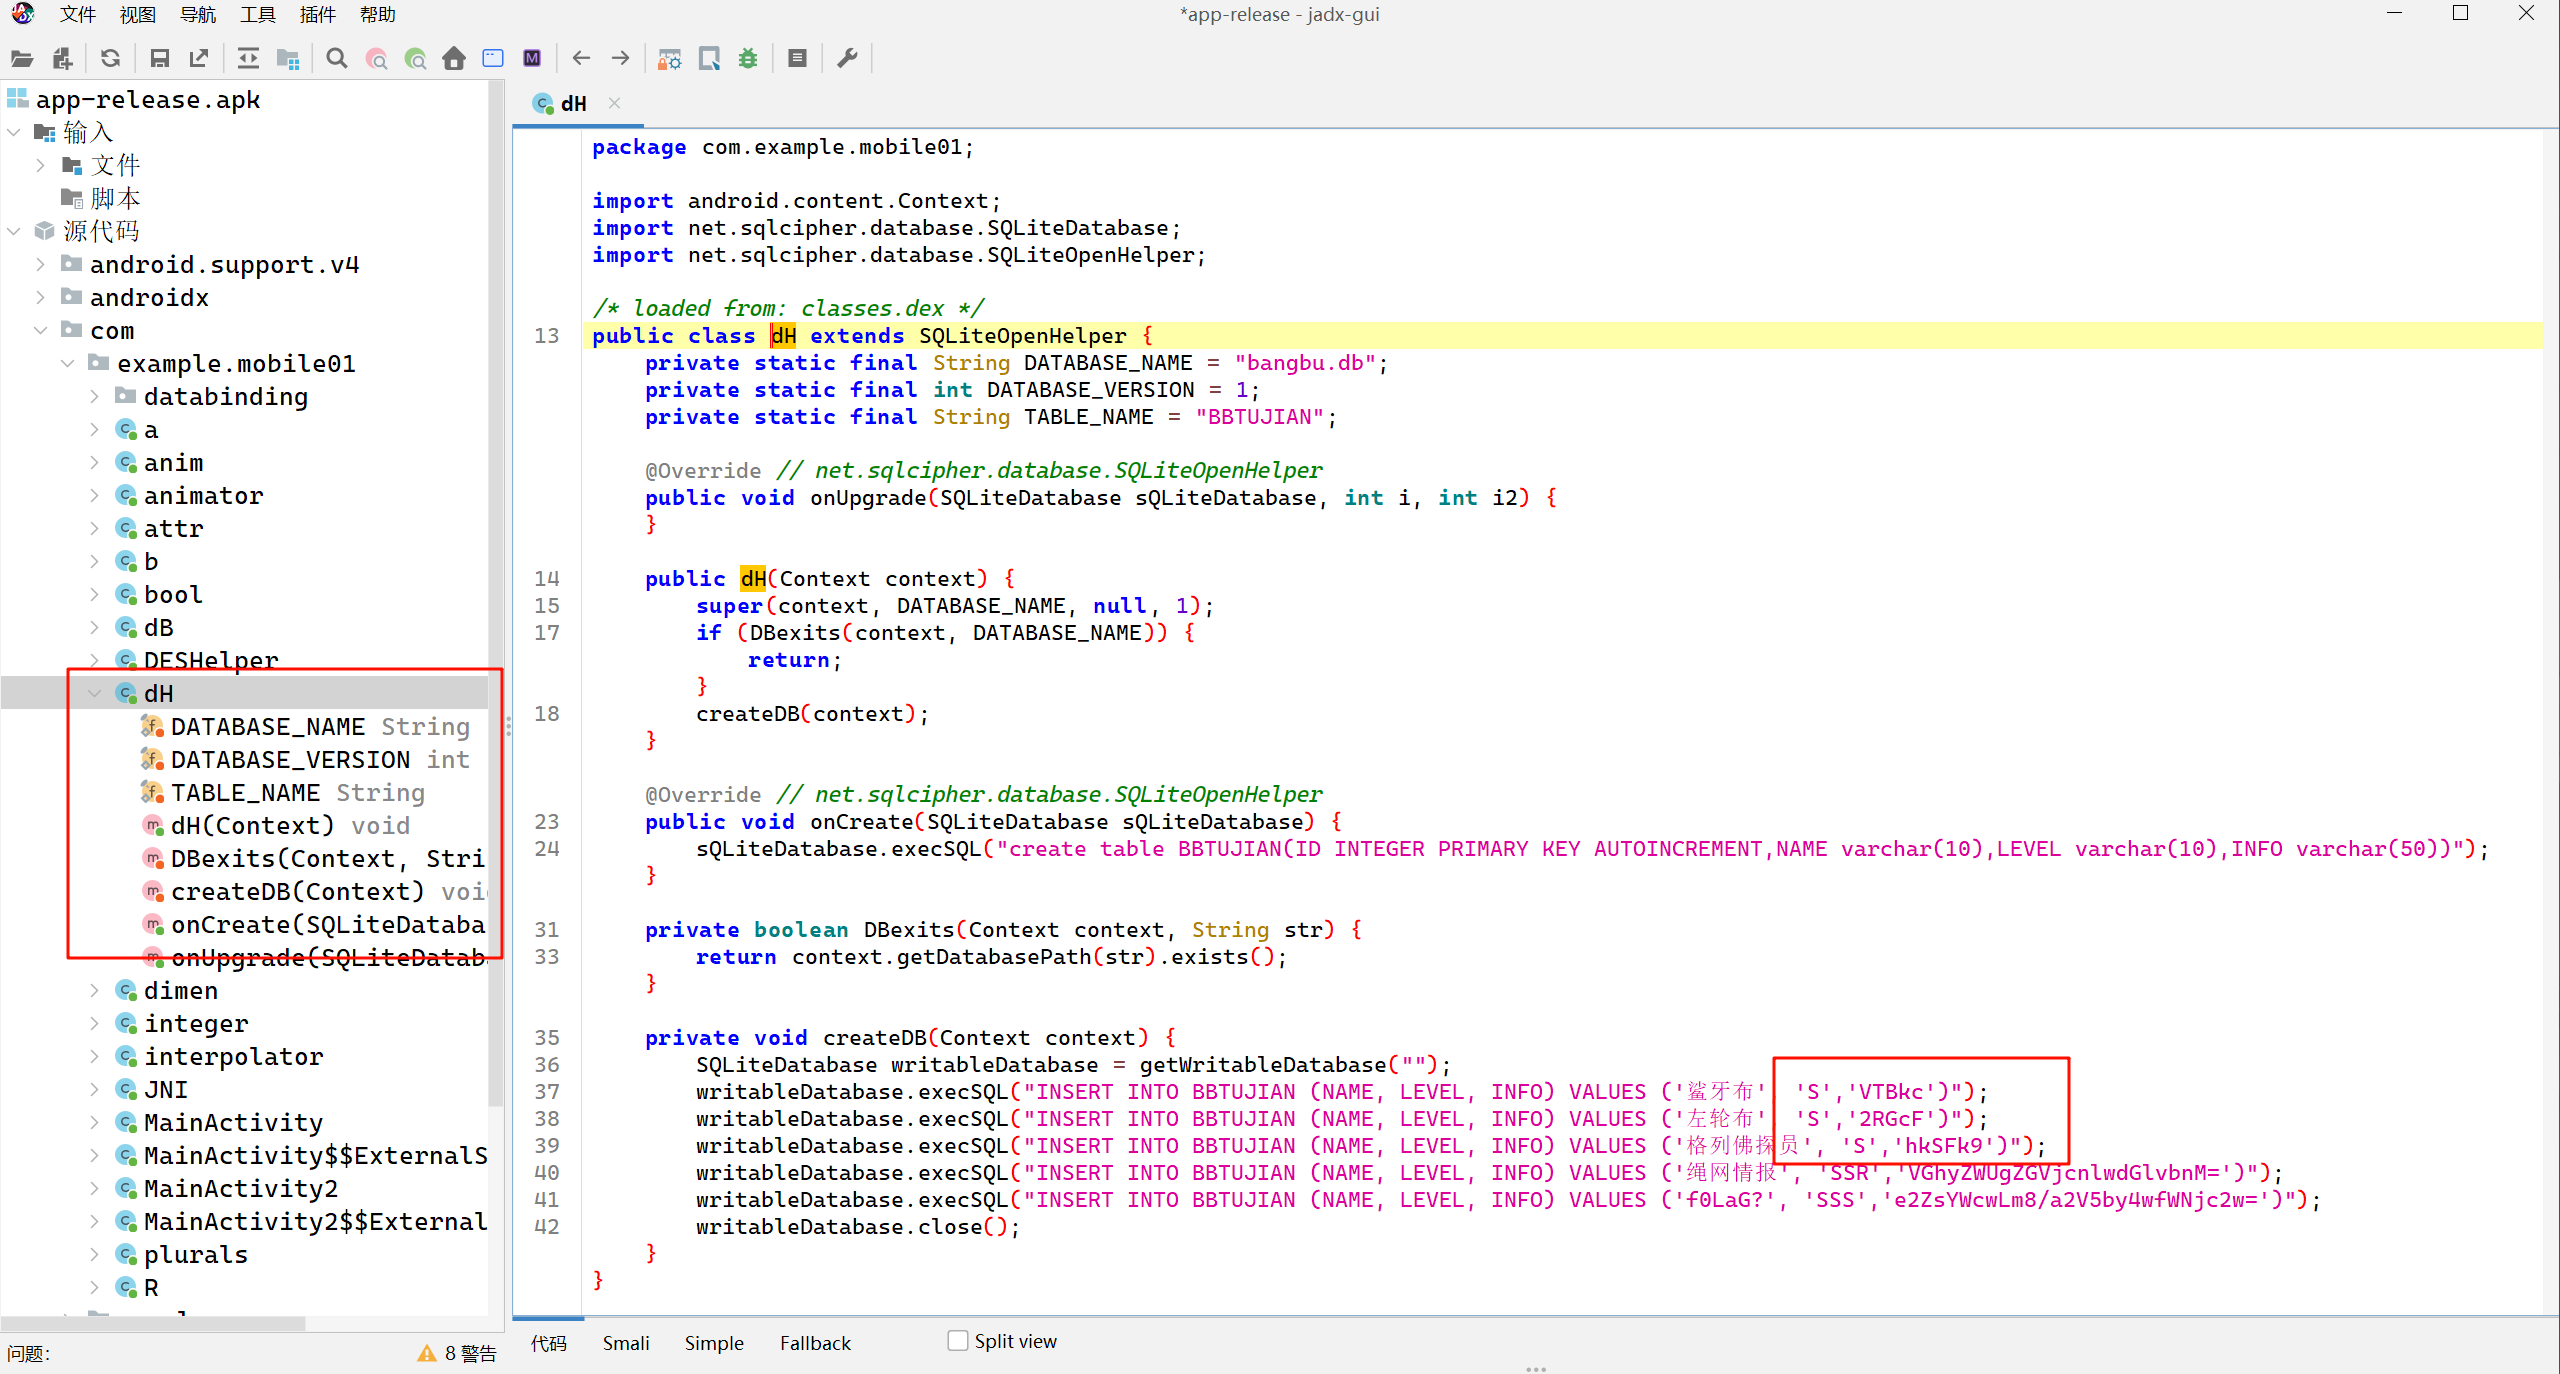 文件 视图 导航 工具 插件 帮助
*app-release - jadx-gui
app-release.apk
输入
文件
脚本
源代码
android.support.v4
androidx
com
example.mobile01
databinding
a
anim
animator
attr
b
bool
dB
DESHelper
dH
DATABASE_NAME String
DATABASE_VERSION int
TABLE_NAME String
dH(Context) void
DBexits(Context, Stri
createDB(Context) voi
onCreate(SQLiteDataba
onUpgrade(SQLiteDatab
dimen
integer
interpolator
JNI
MainActivity
MainActivity$$ExternalS
MainActivity2
MainActivity2$$External
plurals
R
问题:
8 警告
dH
package com.example.mobile01;
import android.content.Context;
import net.sqlcipher.database.SQLiteDatabase;
import net.sqlcipher.database.SQLiteOpenHelper;
/* loaded from: classes.dex */
13 public class dH extends SQLiteOpenHelper {
private static final String DATABASE_NAME = "bangbu.db";
private static final int DATABASE_VERSION = 1;
private static final String TABLE_NAME = "BBTUJIAN";
@Override // net.sqlcipher.database.SQLiteOpenHelper
public void onUpgrade(SQLiteDatabase sQLiteDatabase, int i, int i2) {
}
14 public dH(Context context) {
15 super(context, DATABASE_NAME, null, 1);
17 if (DBexits(context, DATABASE_NAME)) {
return;
}
18 createDB(context);
}
@Override // net.sqlcipher.database.SQLiteOpenHelper
23 public void onCreate(SQLiteDatabase sQLiteDatabase) {
24 sQLiteDatabase.execSQL("create table BBTUJIAN(ID INTEGER PRIMARY KEY AUTOINCREMENT,NAME varchar(10),LEVEL varchar(10),INFO varchar(50))");
}
31 private boolean DBexits(Context context, String str) {
33 return context.getDatabasePath(str).exists();
}
35 private void createDB(Context context) {
36 SQLiteDatabase writableDatabase = getWritableDatabase("");
37 writableDatabase.execSQL("INSERT INTO BBTUJIAN (NAME, LEVEL, INFO) VALUES ('鲨牙布' 'S','VTBkc')");
38 writableDatabase.execSQL("INSERT INTO BBTUJIAN (NAME, LEVEL, INFO) VALUES ('左轮布' 'S','2RGcF')");
39 writableDatabase.execSQL("INSERT INTO BBTUJIAN (NAME, LEVEL, INFO) VALUES ('格列佛探员', 'S','hkSFk9')");
40 writableDatabase.execSQL("INSERT INTO BBTUJIAN (NAME, LEVEL, INFO) VALUES ('绳网情报', 'SSR','VGhyZWUgZGVjcnlwdGlvbnM=')");
41 writableDatabase.execSQL("INSERT INTO BBTUJIAN (NAME, LEVEL, INFO) VALUES ('f0LaG?', 'SSS','e2ZsYWcwLm8/a2V5by4wfWNjc2w=')");
42 writableDatabase.close();
}
}
代码 Smali Simple Fallback Split view